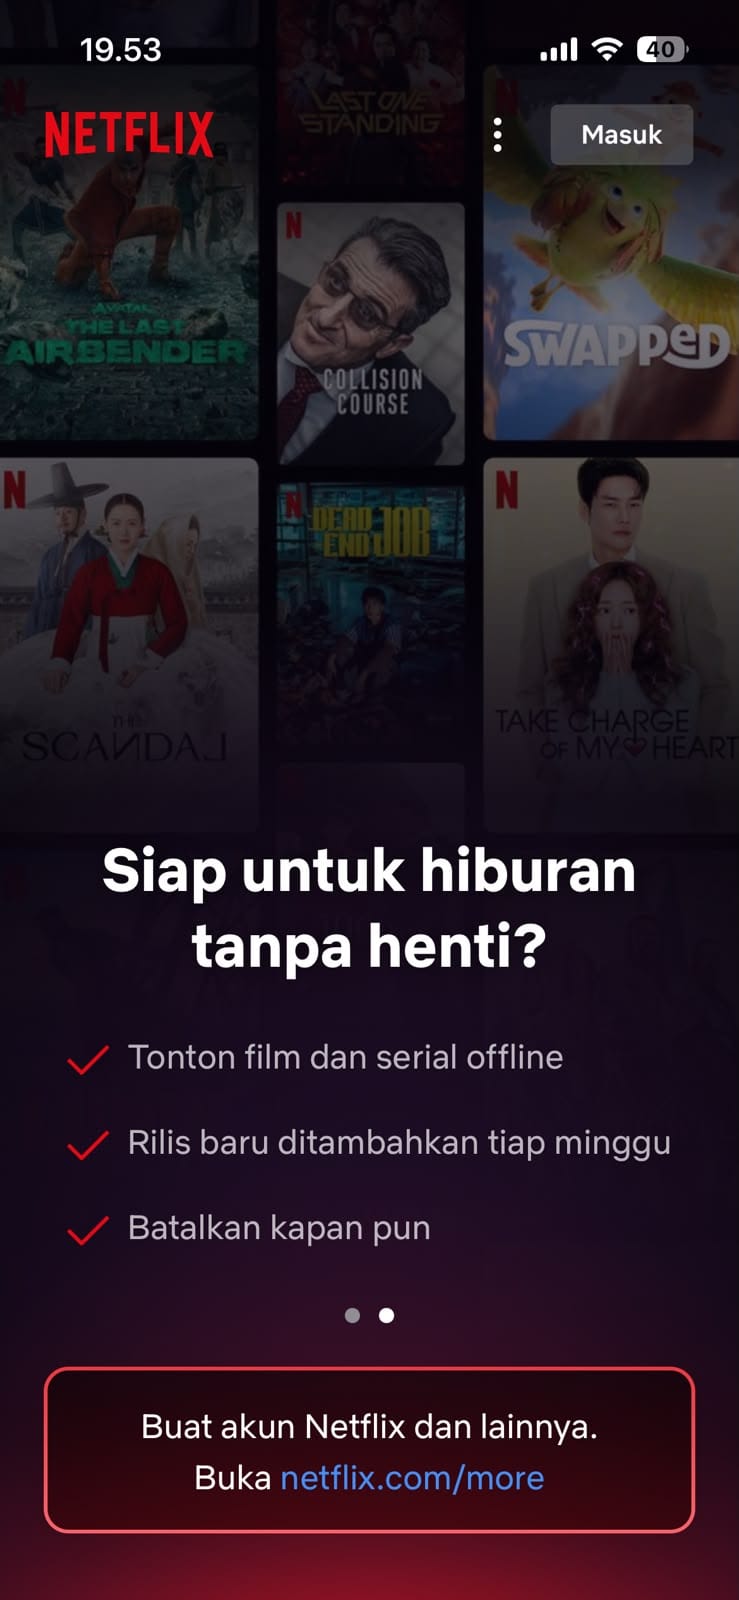 19.53
40
NETFLIX
Masuk
LAST ONE
STANDING
N
AVATAR
THE LAST
AIRBENDER
N
COLLISION
COURSE
SWAPPED
N
THE
SCANDAL
N
DEAD
END JOB
N
TAKE CHARGE
OF MY HEART
Siap untuk hiburan
tanpa henti?
Tonton film dan serial offline
Rilis baru ditambahkan tiap minggu
Batalkan kapan pun
Buat akun Netflix dan lainnya.
Buka netflix.com/more